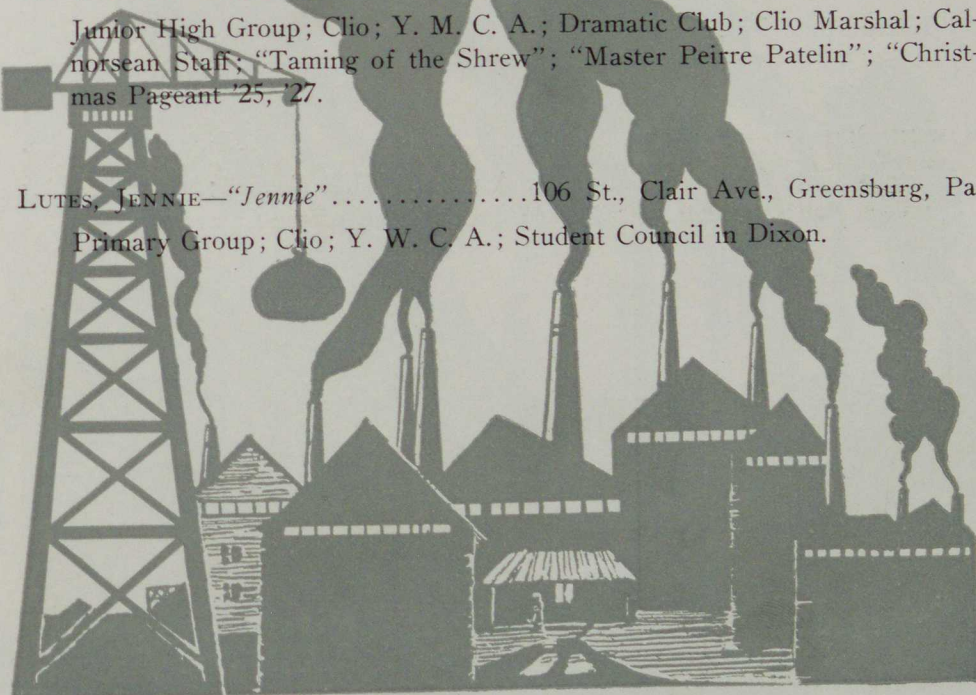 Junior High Group; Clio; Y. M. C. A.; Dramatic Club; Clio Marshal; Cal-
norsean Staff; “Taming of the Shrew”; “Master Peirre Patelin”; “Christ-
mas Pageant ’25, ’27.
LUTES, JENNIE—“Jennie”................106 St., Clair Ave., Greensburg, Pa
Primary Group; Clio; Y. W. C. A.; Student Council in Dixon.